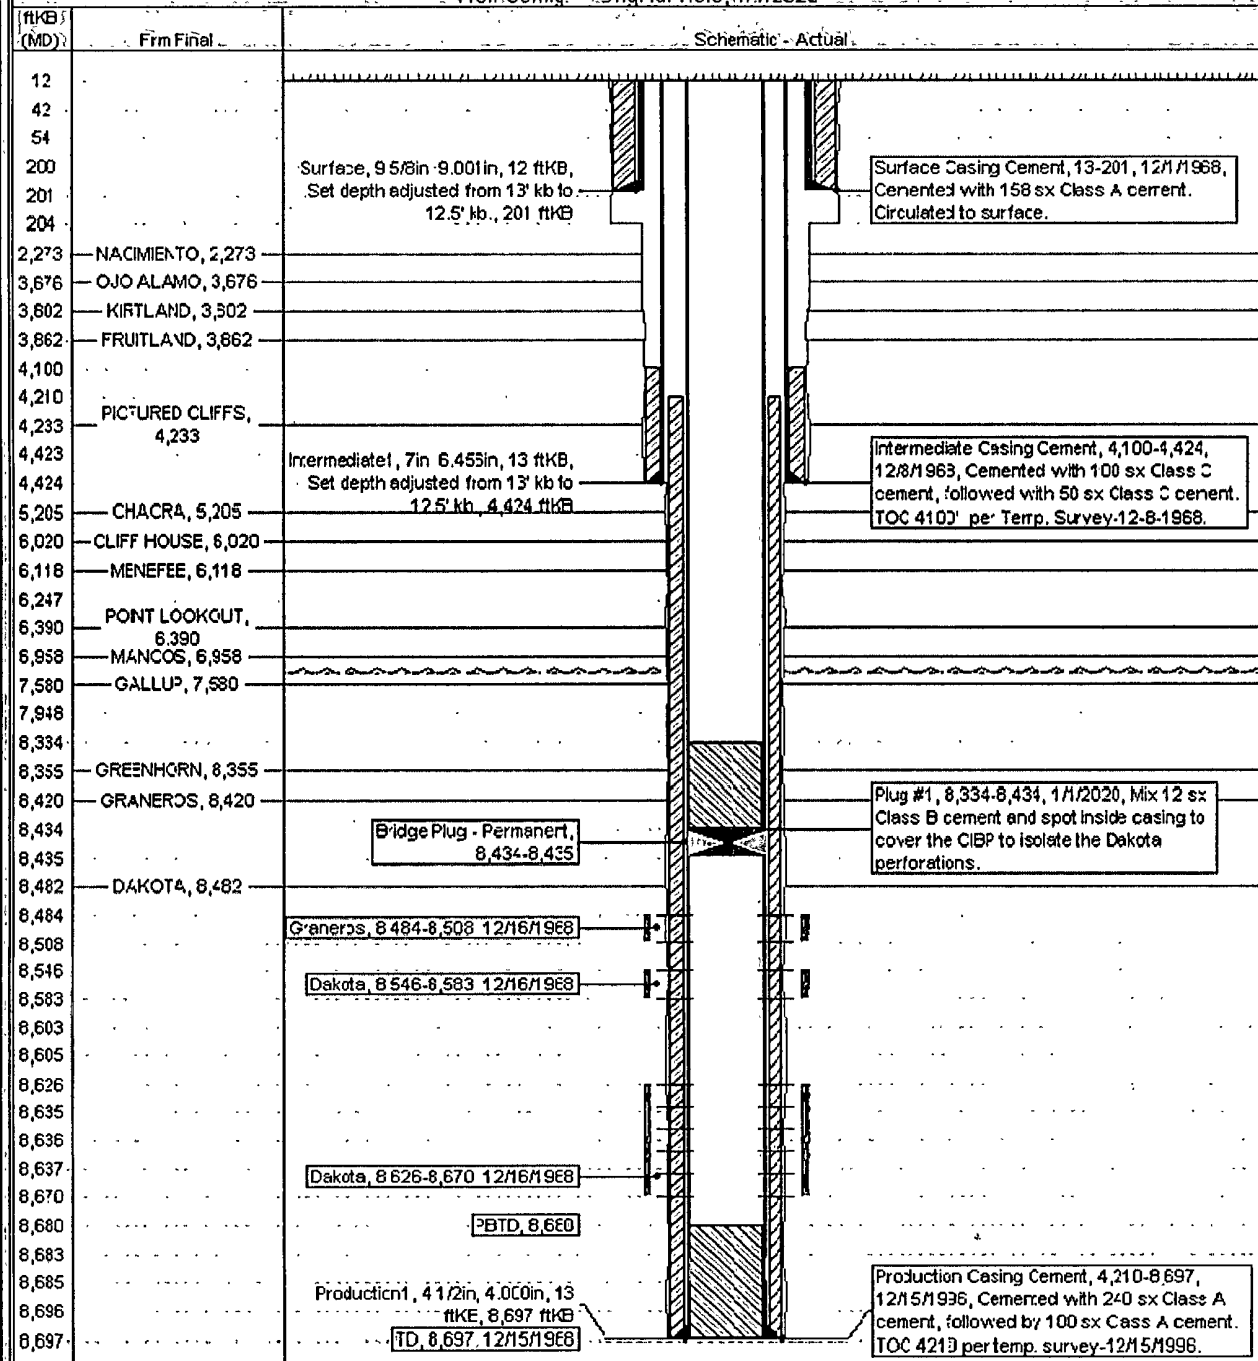 [ftKB]
(MD)
Frm Final
Schematic - Actual
12
42
54
200
201
204
2,273
3,676
3,802
3,862
4,100
4,210
4,233
4,423
4,424
5,205
6,020
6,118
6,247
6,390
6,958
7,580
7,948
8,334
8,355
8,420
8,434
8,435
8,482
8,484
8,508
8,546
8,583
8,603
8,605
8,626
8,635
8,636
8,637
8,670
8,680
8,683
8,685
8,696
8,697
NACIMIENTO, 2,273
OJO ALAMO, 3,676
KIRTLAND, 3,802
FRUITLAND, 3,862
PICTURED CLIFFS,
4,233
CHACRA, 5,205
CLIFF HOUSE, 6,020
MENEFEE, 6,118
POINT LOOKOUT,
6,390
MANCOS, 6,958
GALLUP, 7,580
GREENHORN, 8,355
GRANEROS, 8,420
DAKOTA, 8,482
Surface, 9 5/8in 9.001in, 12 ftKB,
Set depth adjusted from 13' kb to
12.5' kb., 201 ftKB
Intermediate1, 7in 6.455in, 13 ftKB,
Set depth adjusted from 13' kb to
12.5' kb, 4,424 ftKB
Bridge Plug - Permanent,
8,434-8,435
Graneros, 8,484-8,508 12/16/1968
Dakota, 8,546-8,583 12/16/1968
Dakota, 8,626-8,670 12/16/1968
PBTD, 8,680
Production1, 4 1/2in, 4.000in, 13
ftKB, 8,697 ftKB
TD, 8,697, 12/15/1968
Surface Casing Cement, 13-201, 12/1/1968,
Cemented with 158 sx Class A cement.
Circulated to surface.
Intermediate Casing Cement, 4,100-4,424,
12/8/1968, Cemented with 100 sx Class C
cement, followed with 50 sx Class C cement.
TOC 4100' per Temp. Survey-12-8-1968.
Plug #1, 8,334-8,434, 1/1/2020, Mix 12 sx
Class B cement and spot inside casing to
cover the CIBP to isolate the Dakota
perforations.
Production Casing Cement, 4,210-8,697,
12/15/1996, Cemented with 240 sx Class A
cement, followed by 100 sx Class A cement.
TOC 4210 per temp. survey-12/15/1996.